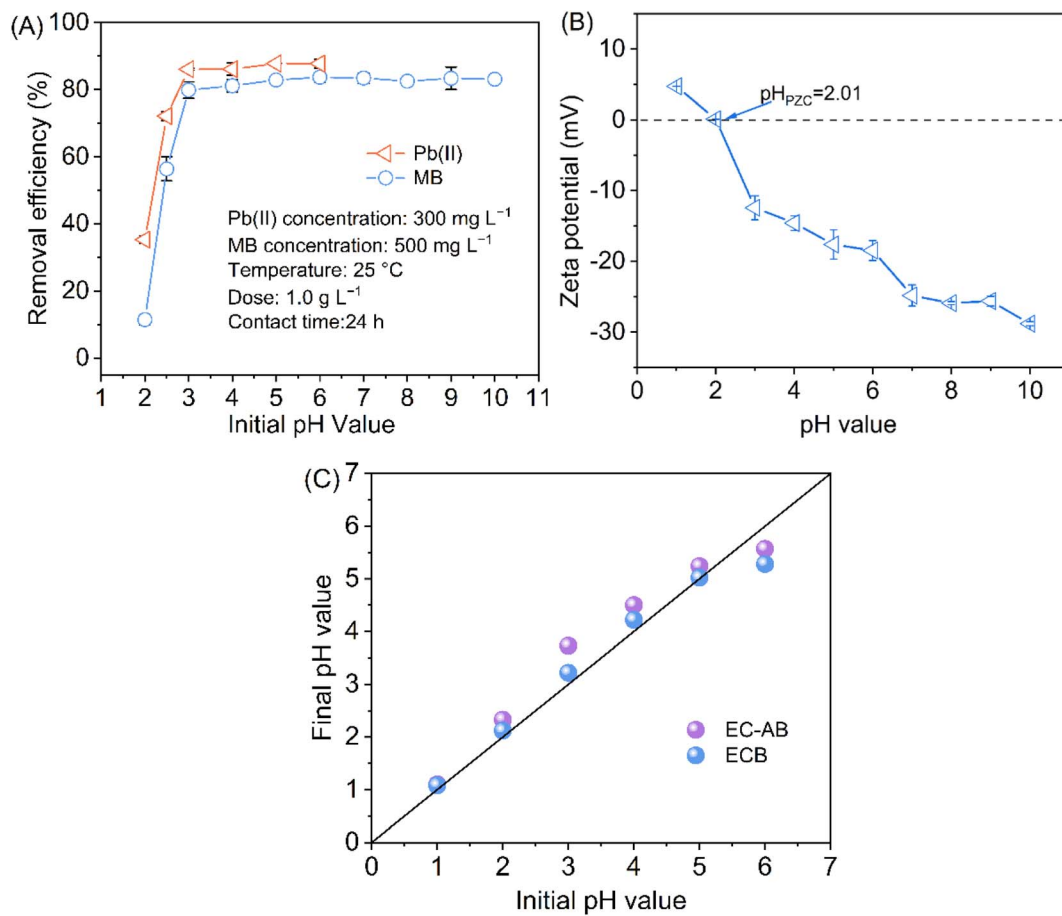 (A)
100
80
60
40
20
0
Removal efficiency (%)
Pb(II)
MB
Pb(II) concentration: 300 mg L⁻¹
MB concentration: 500 mg L⁻¹
Temperature: 25 °C
Dose: 1.0 g L⁻¹
Contact time:24 h
1 2 3 4 5 6 7 8 9 10 11
Initial pH Value
(B)
20
10
0
-10
-20
-30
Zeta potential (mV)
pHPZC=2.01
0 2 4 6 8 10
pH value
(C)
7
6
5
4
3
2
1
0
Final pH value
EC-AB
ECB
0 1 2 3 4 5 6 7
Initial pH value